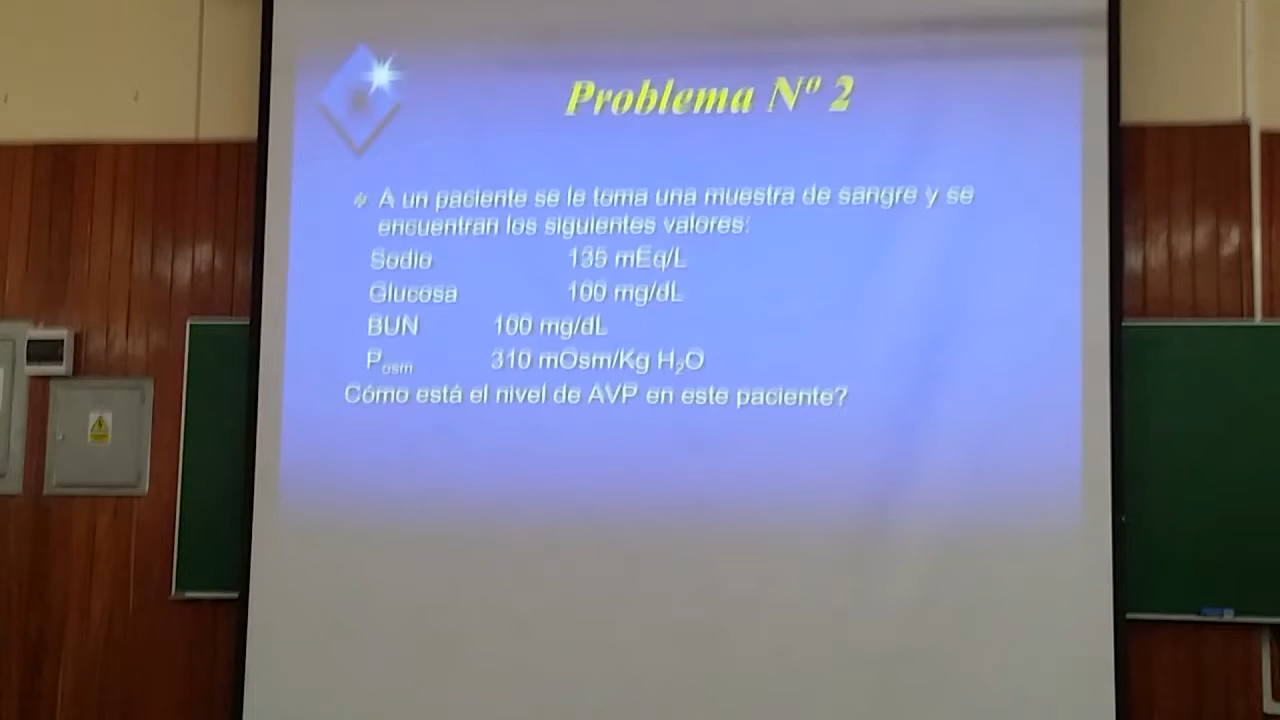 Problema Nº 2
A un paciente se le toma una muestra de sangre y se
encuentran los siguientes valores:
Sodio 135 mEq/L
Glucosa 100 mg/dL
BUN 100 mg/dL
Posm 310 mOsm/Kg H₂O
Cómo está el nivel de AVP en este paciente?